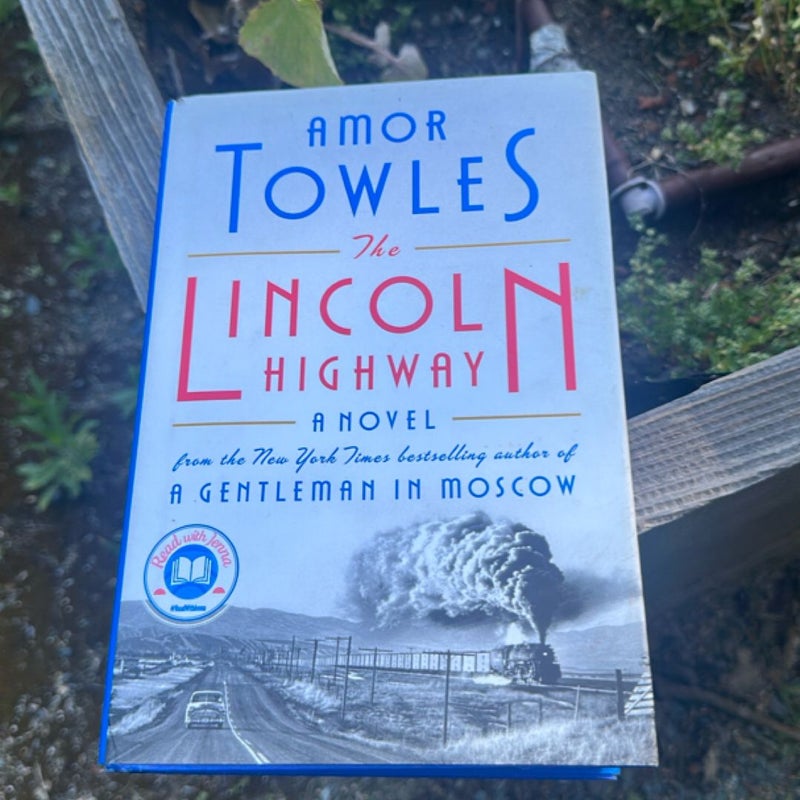 AMOR
TOWLES
The
LINCOLN
HIGHWAY
A NOVEL
from the New York Times bestselling author of
A GENTLEMAN IN MOSCOW
Read with Jenna
#ReadWithJenna